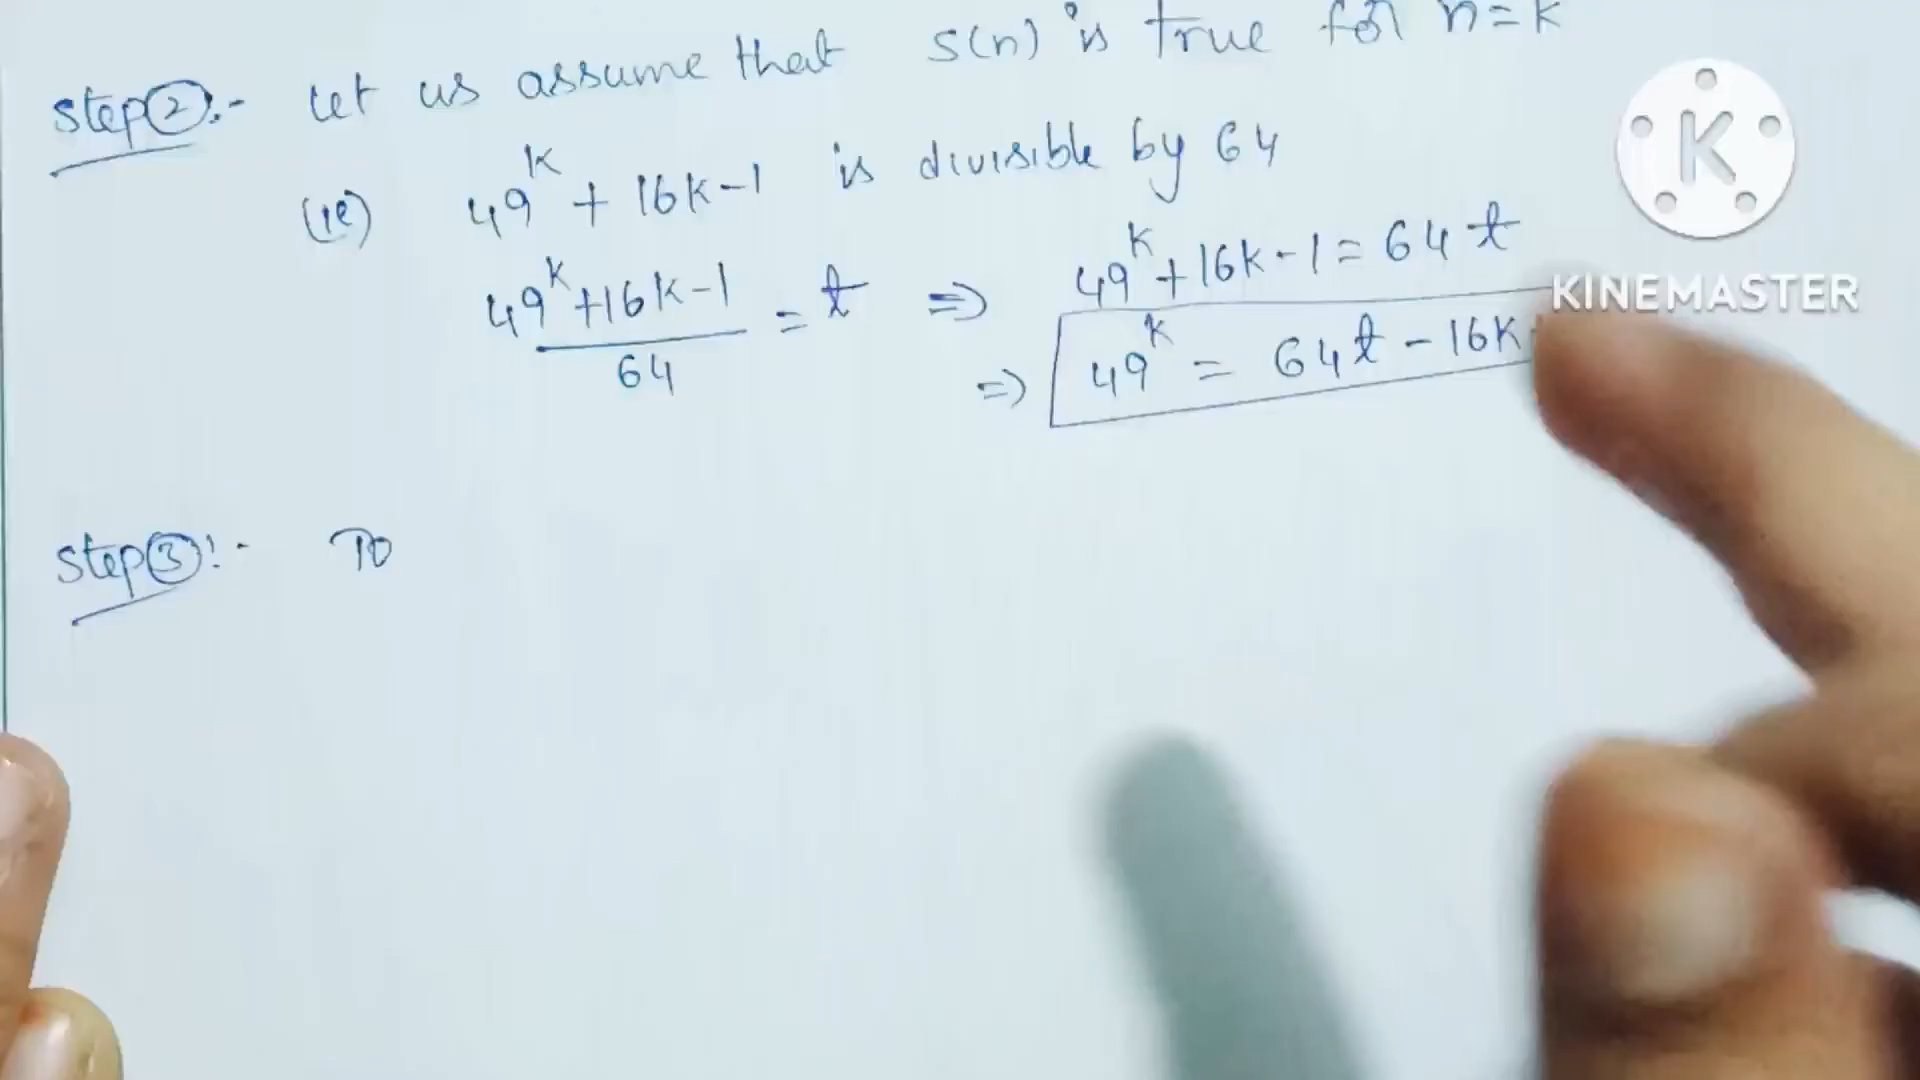 Step②:- Let us assume that S(n) is true for n=k
(ie) 49^k + 16k-1 is divisible by 64
(49^k+16k-1)/64 = t => 49^k+16k-1 = 64t
=> 49^k = 64t - 16k
Step③:- To
K
KINEMASTER